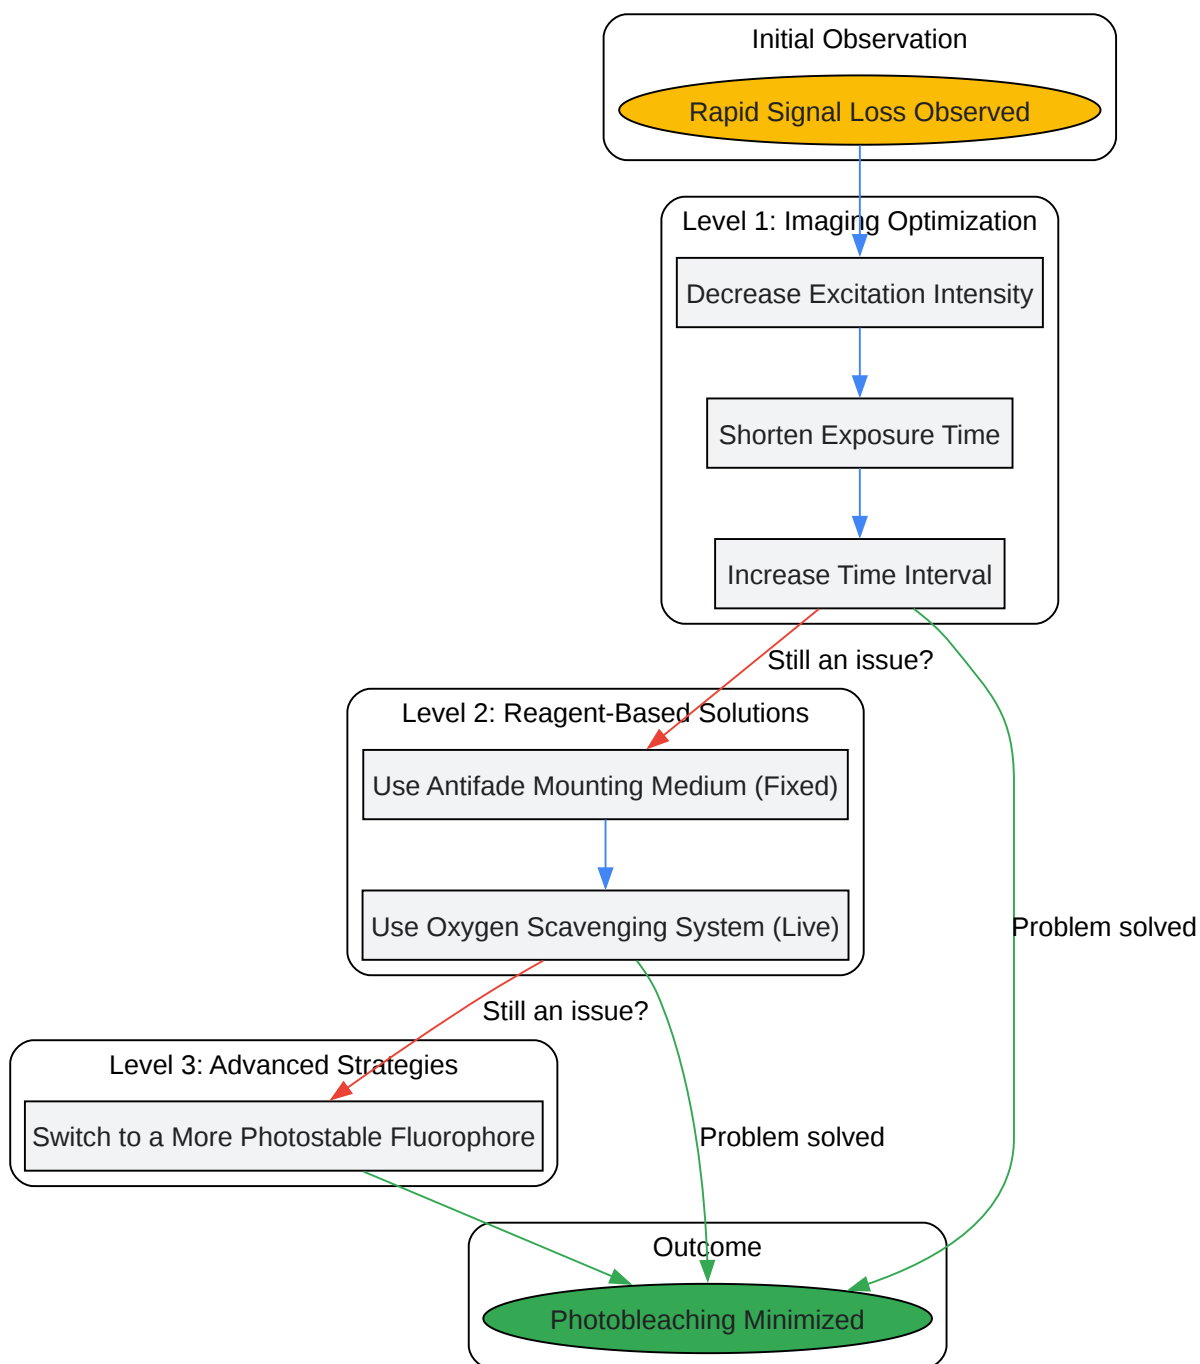 Initial Observation
Rapid Signal Loss Observed
Level 1: Imaging Optimization
Decrease Excitation Intensity
Shorten Exposure Time
Increase Time Interval
Still an issue?
Level 2: Reagent-Based Solutions
Use Antifade Mounting Medium (Fixed)
Use Oxygen Scavenging System (Live)
Problem solved
Still an issue?
Level 3: Advanced Strategies
Switch to a More Photostable Fluorophore
Problem solved
Outcome
Photobleaching Minimized